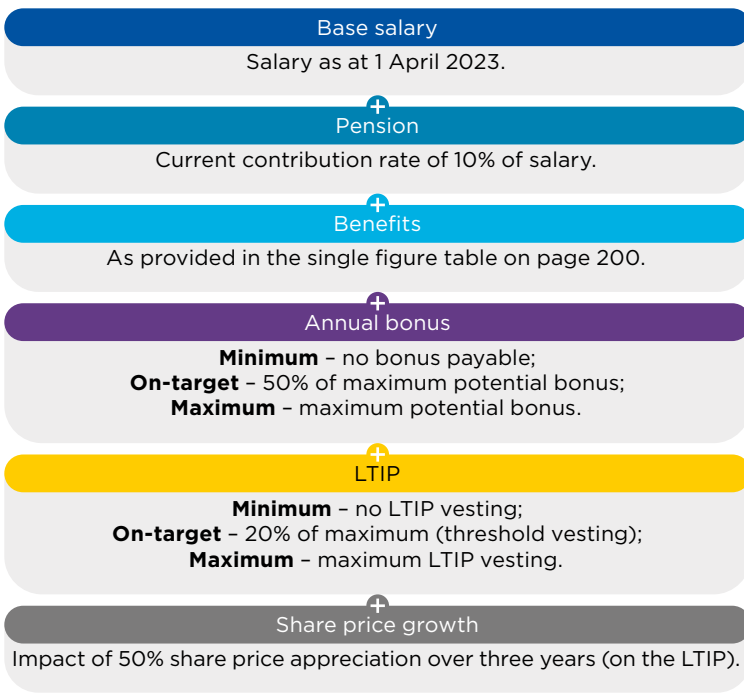 Base salary
Salary as at 1 April 2023.
+
Pension
Current contribution rate of 10% of salary.
+
Benefits
As provided in the single figure table on page 200.
+
Annual bonus
Minimum – no bonus payable;
On-target – 50% of maximum potential bonus;
Maximum – maximum potential bonus.
+
LTIP
Minimum – no LTIP vesting;
On-target – 20% of maximum (threshold vesting);
Maximum – maximum LTIP vesting.
+
Share price growth
Impact of 50% share price appreciation over three years (on the LTIP).